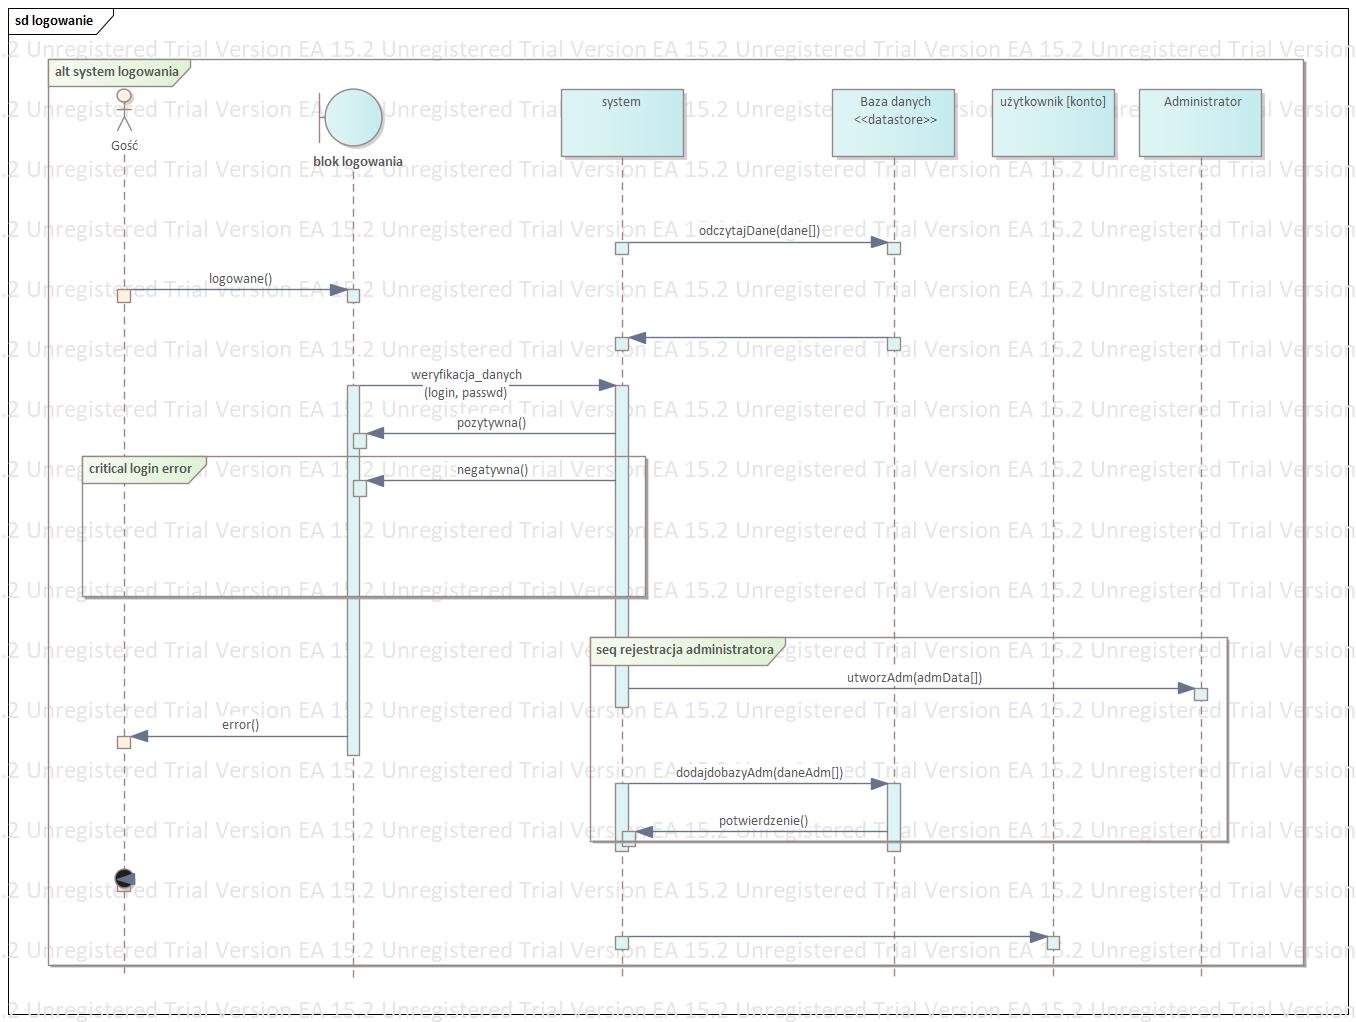 sd logowanie
2 Unregistered Trial Version EA 15.2 Unregistered Trial Version EA 15.2 Unregistered Trial Version EA 15.2 Unregistered Trial Version
alt system logowania
Gość
blok logowania
system
Baza danych
<<datastore>>
użytkownik [konto]
Administrator
odczytajDane(dane[])
logowane()
weryfikacja_danych
(login, passwd)
pozytywna()
critical login error
negatywna()
seq rejestracja administratora
utworzAdm(admData[])
error()
dodajdobazyAdm(daneAdm[])
potwierdzenie()